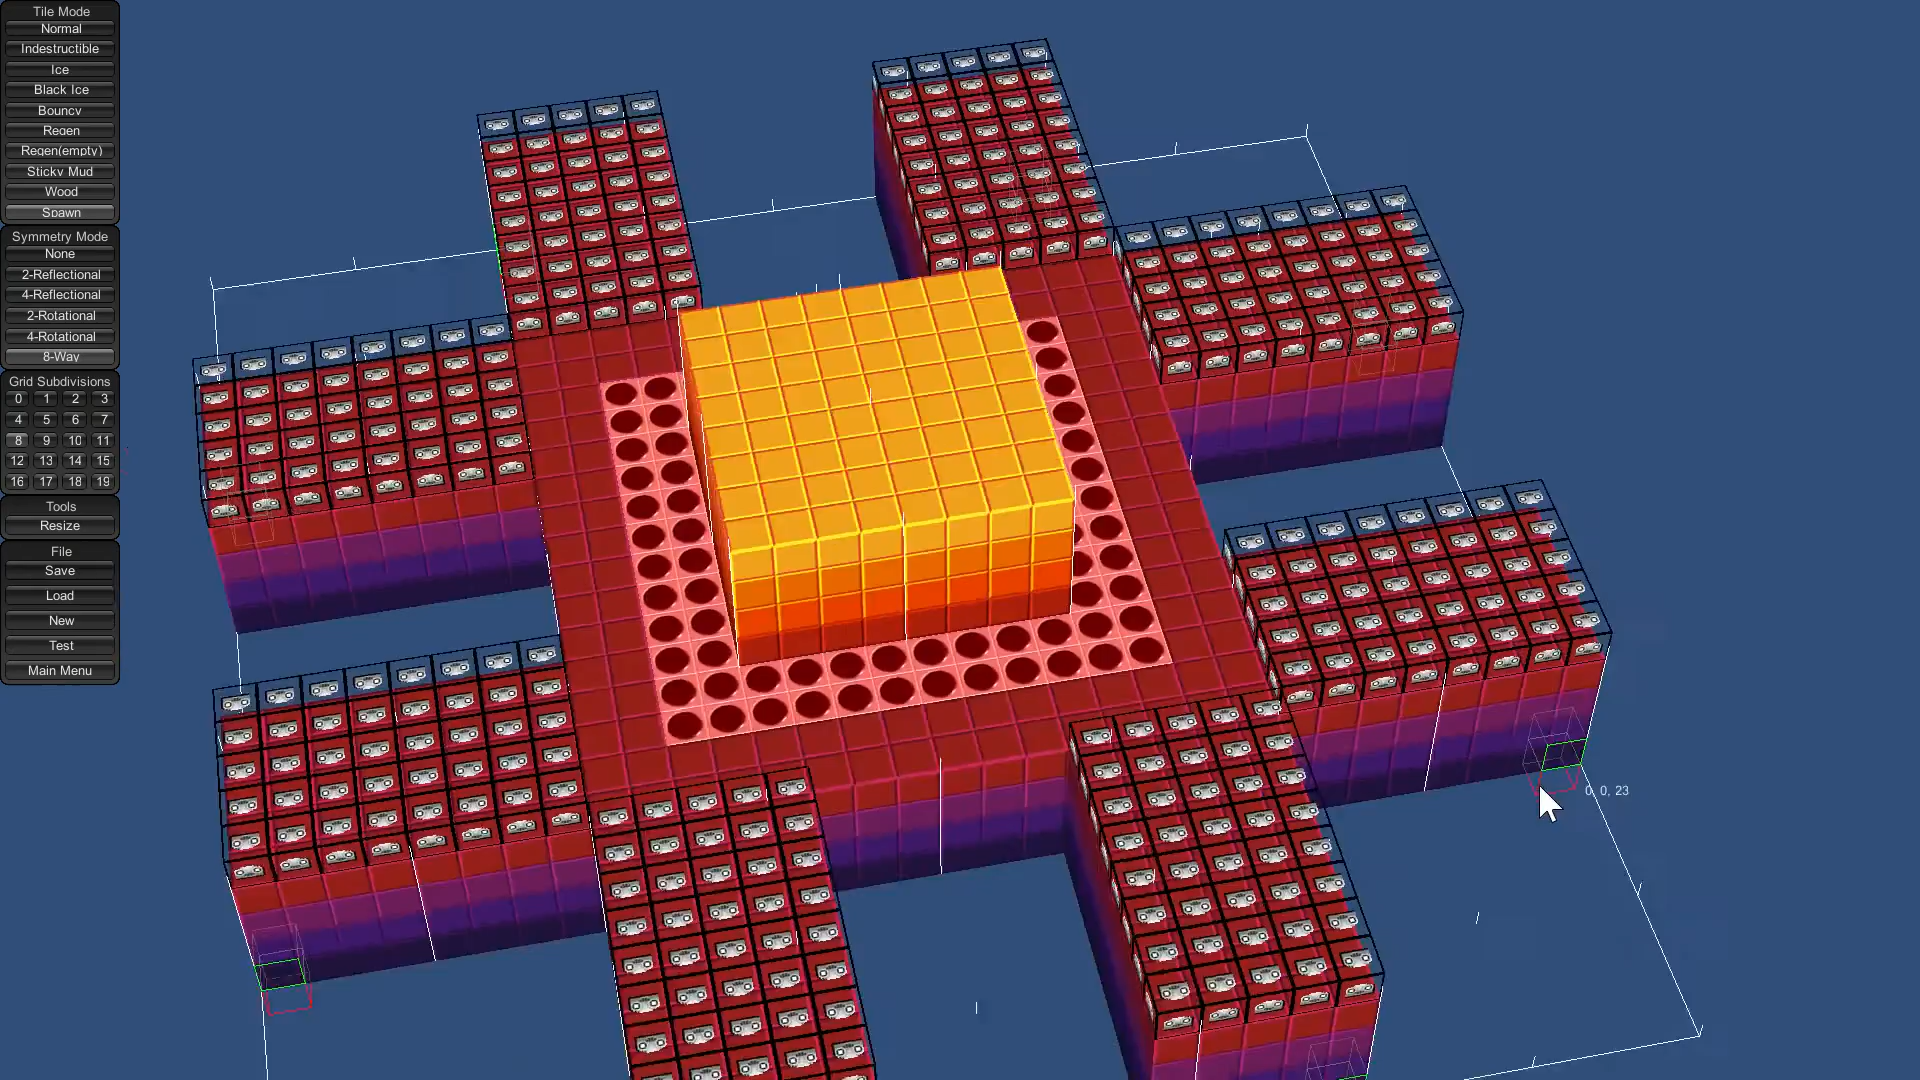 Tile Mode
Normal
Indestructible
Ice
Black Ice
Bouncy
Regen
Regen(empty)
Sticky Mud
Wood
Spawn
Symmetry Mode
None
2-Reflectional
4-Reflectional
2-Rotational
4-Rotational
8-Way
Grid Subdivisions
0 1 2 3
4 5 6 7
8 9 10 11
12 13 14 15
16 17 18 19
Tools
Resize
File
Save
Load
New
Test
Main Menu
0, 0, 23